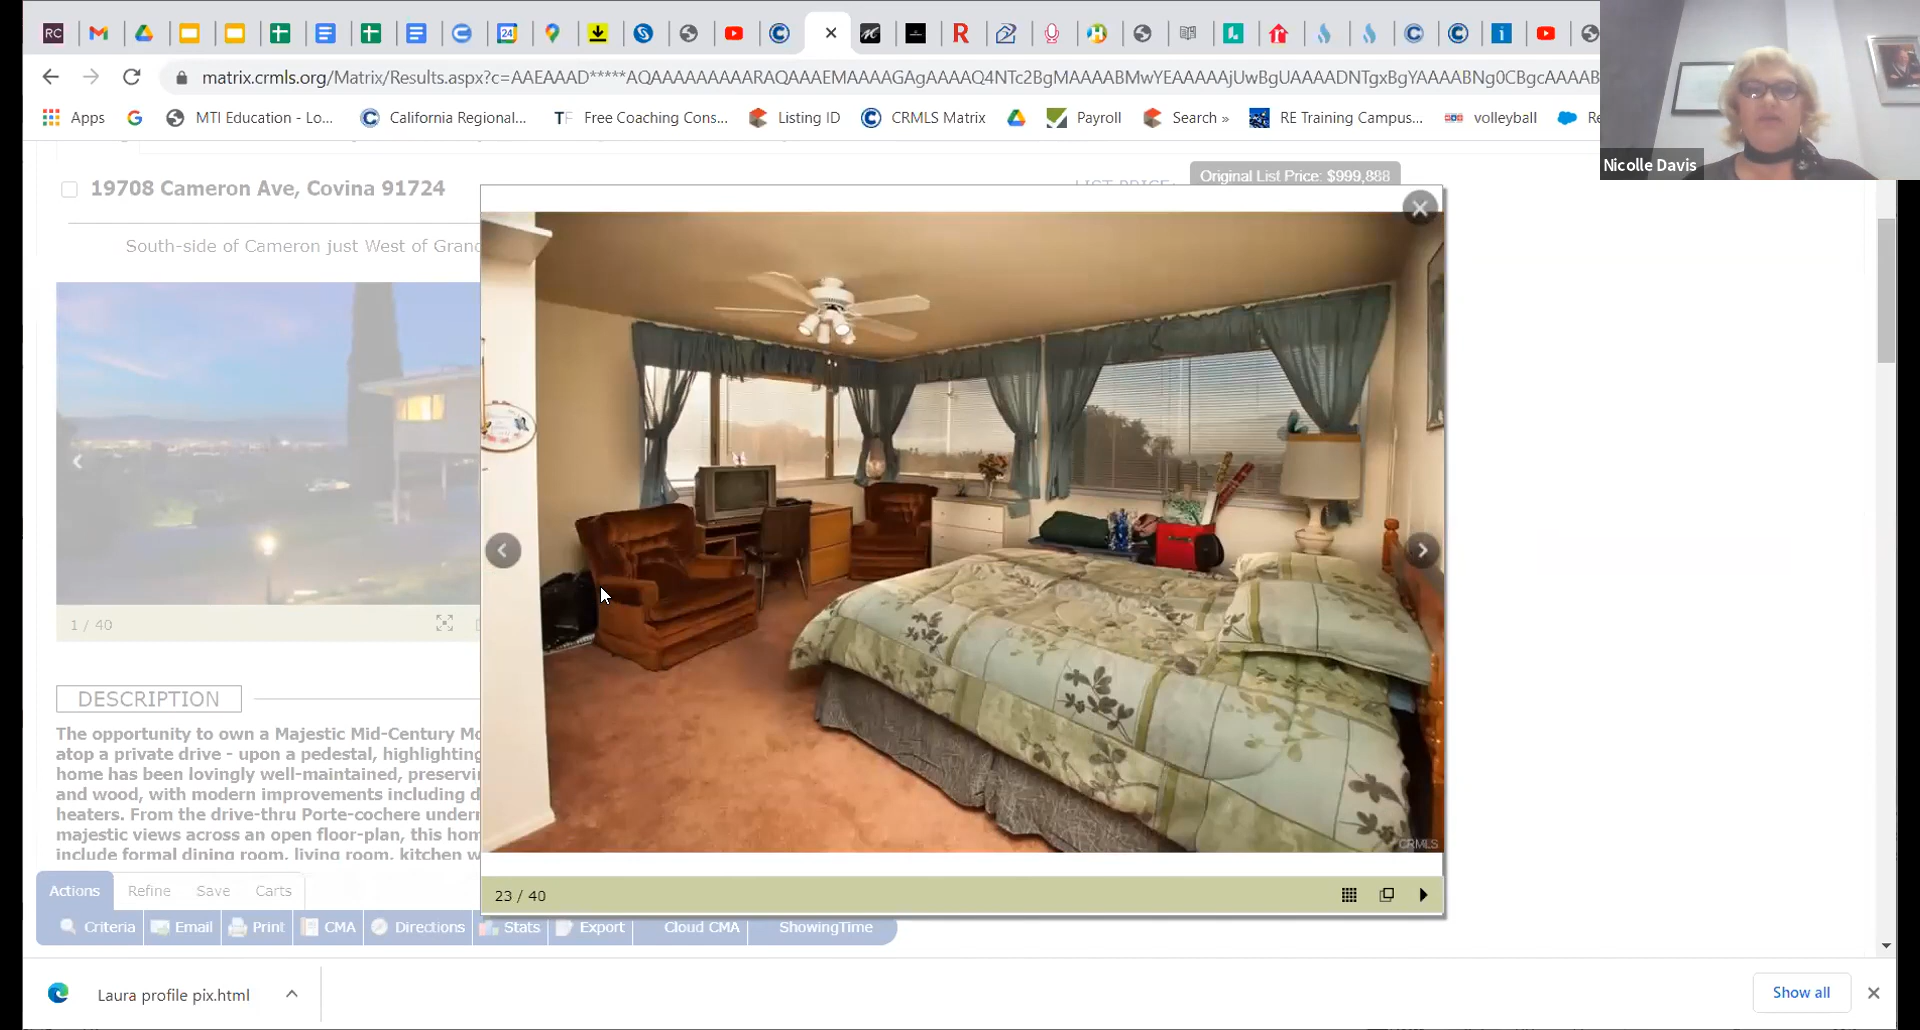 RC
24
matrix.crmls.org/Matrix/Results.aspx?c=AAEAAAD*****AQAAAAAAAAARAQAAAEMAAAAGAgAAAAQ4NTc2BgMAAAABMwYEAAAAAjUwBgUAAAADNTgxBgYAAAABNg0CBgcAAAAB
Apps
MTI Education - Lo...
California Regional...
TF Free Coaching Cons...
Listing ID
CRMLS Matrix
Payroll
Search »
RE Training Campus...
volleyball
Nicolle Davis
19708 Cameron Ave, Covina 91724
LIST PRICE:
Original List Price: $999,888
South-side of Cameron just West of Grand
1 / 40
DESCRIPTION
The opportunity to own a Majestic Mid-Century
atop a private drive - upon a pedestal, highlighting
home has been lovingly well-maintained,
and wood, with modern improvements including
heaters. From the drive-thru Porte-cochere
majestic views across an open floor-plan, this
include formal dining room, living room, kitchen
CRMLS
23 / 40
Actions Refine Save Carts
Criteria Email Print CMA Directions Stats Export Cloud CMA ShowingTime
Laura profile pix.html
Show all